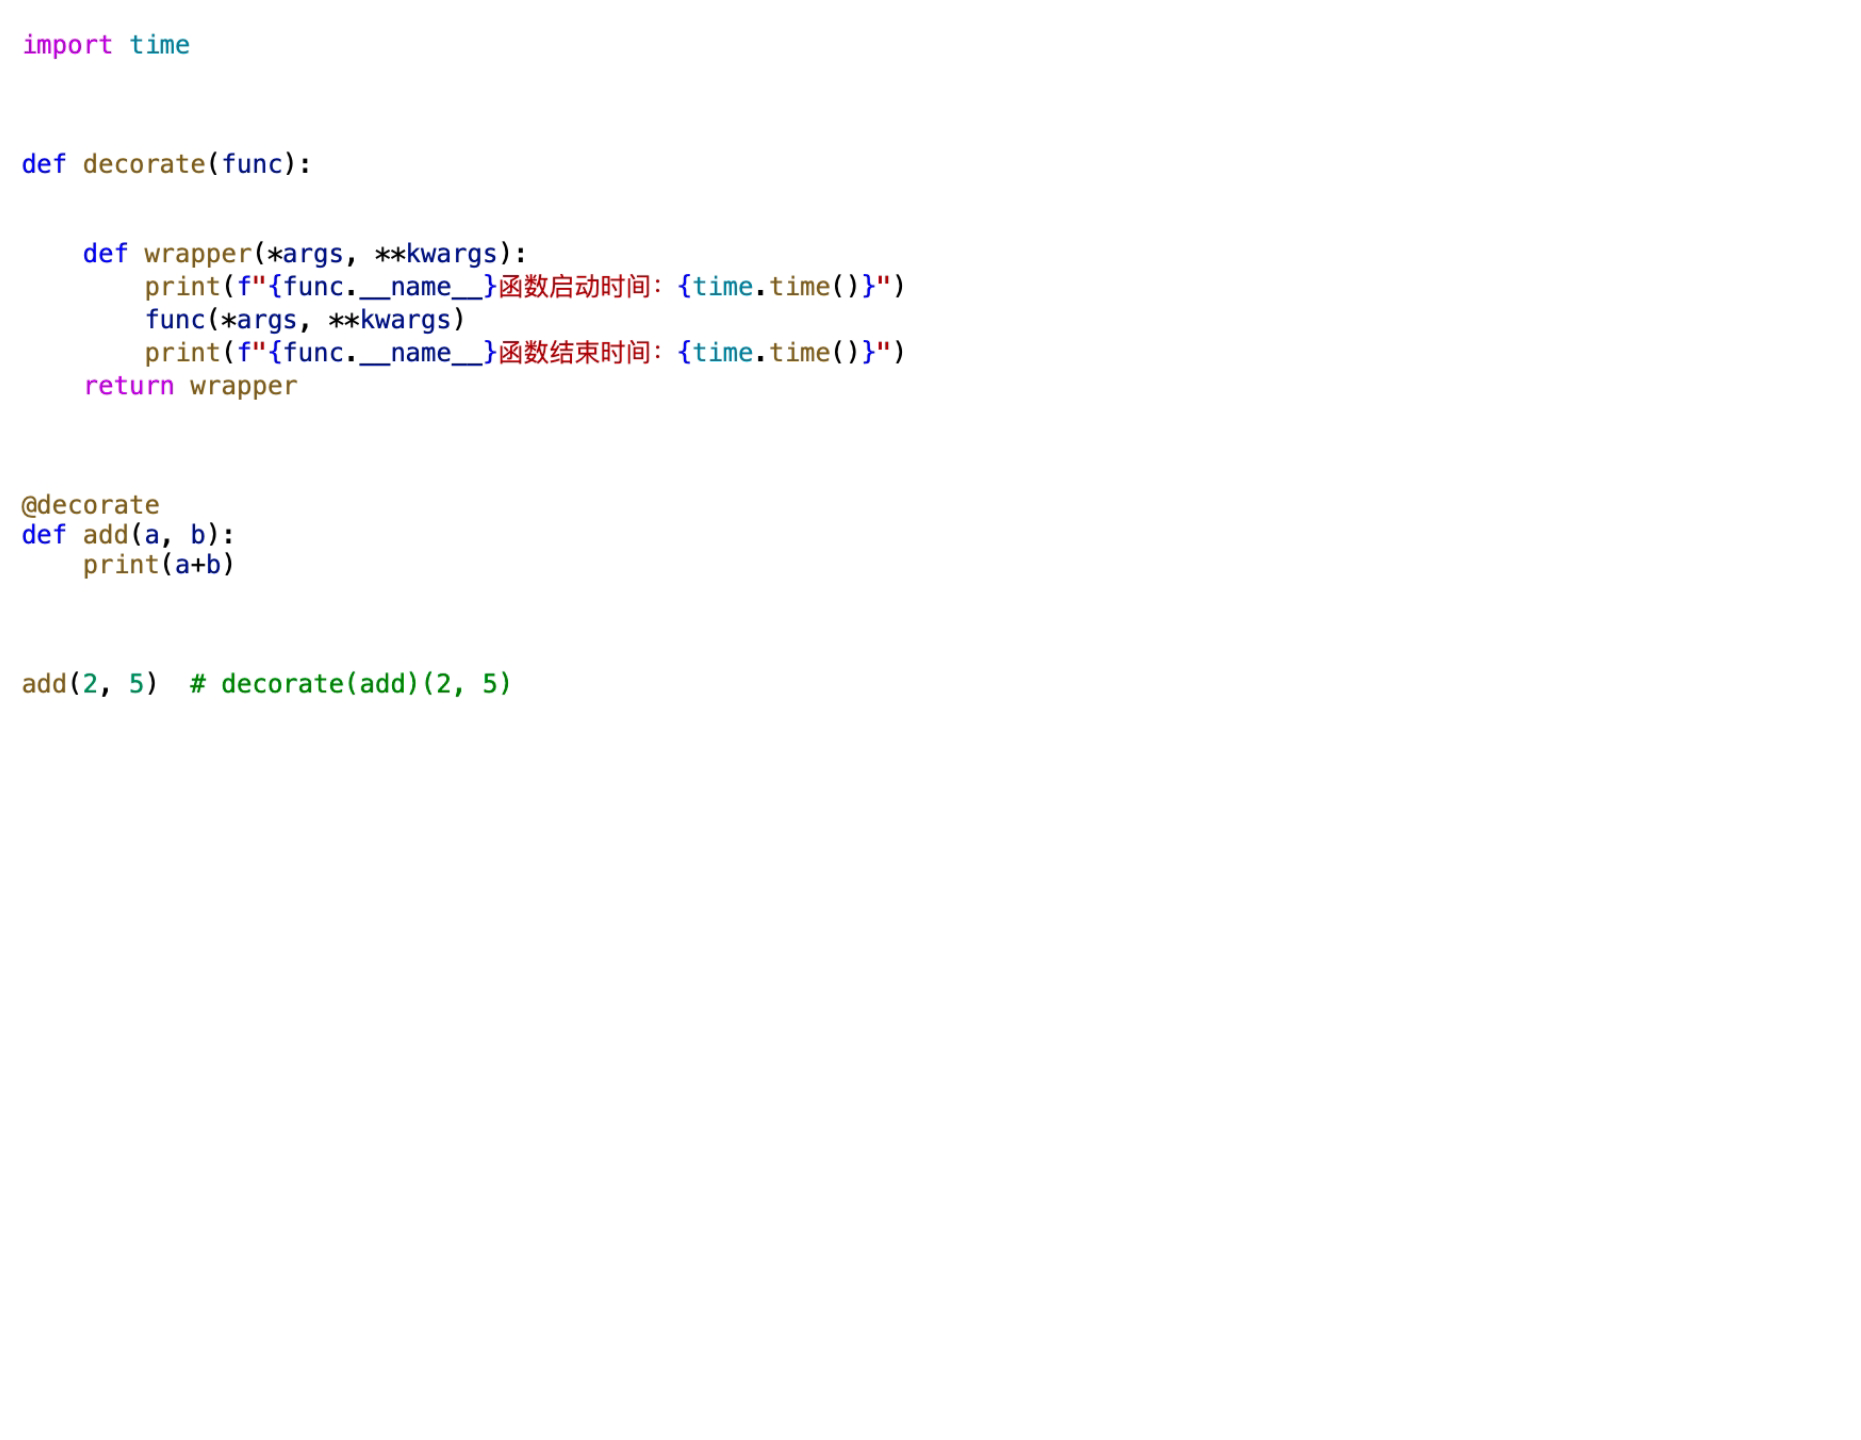 import time
def decorate(func):
    def wrapper(*args, **kwargs):
        print(f"{func.__name__}函数启动时间：{time.time()}")
        func(*args, **kwargs)
        print(f"{func.__name__}函数结束时间：{time.time()}")
    return wrapper
@decorate
def add(a, b):
    print(a+b)
add(2, 5)  # decorate(add)(2, 5)